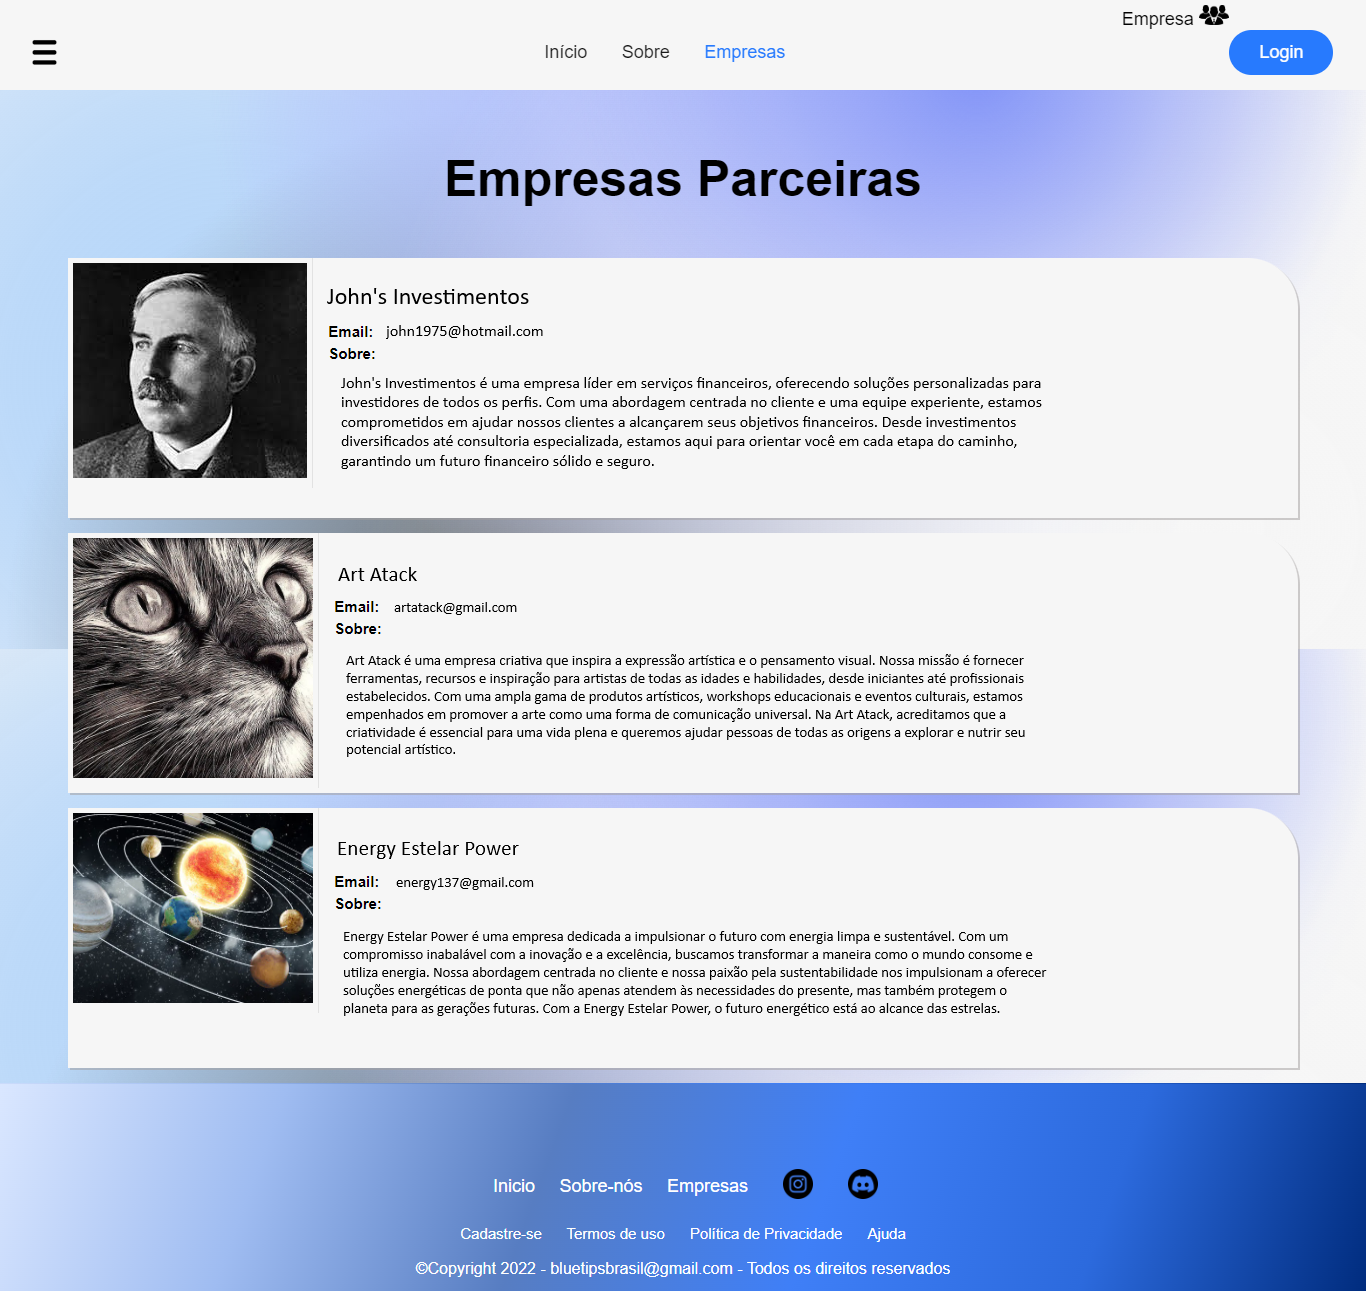 Empresa
Início Sobre Empresas
Login
Empresas Parceiras
John's Investimentos
Email: john1975@hotmail.com
Sobre:
John's Investimentos é uma empresa líder em serviços financeiros, oferecendo soluções personalizadas para
investidores de todos os perfis. Com uma abordagem centrada no cliente e uma equipe experiente, estamos
comprometidos em ajudar nossos clientes a alcançarem seus objetivos financeiros. Desde investimentos
diversificados até consultoria especializada, estamos aqui para orientar você em cada etapa do caminho,
garantindo um futuro financeiro sólido e seguro.
Art Atack
Email: artatack@gmail.com
Sobre:
Art Atack é uma empresa criativa que inspira a expressão artística e o pensamento visual. Nossa missão é fornecer
ferramentas, recursos e inspiração para artistas de todas as idades e habilidades, desde iniciantes até profissionais
estabelecidos. Com uma ampla gama de produtos artísticos, workshops educacionais e eventos culturais, estamos
empenhados em promover a arte como uma forma de comunicação universal. Na Art Atack, acreditamos que a
criatividade é essencial para uma vida plena e queremos ajudar pessoas de todas as origens a explorar e nutrir seu
potencial artístico.
Energy Estelar Power
Email: energy137@gmail.com
Sobre:
Energy Estelar Power é uma empresa dedicada a impulsionar o futuro com energia limpa e sustentável. Com um
compromisso inabalável com a inovação e a excelência, buscamos transformar a maneira como o mundo consome e
utiliza energia. Nossa abordagem centrada no cliente e nossa paixão pela sustentabilidade nos impulsionam a oferecer
soluções energéticas de ponta que não apenas atendem às necessidades do presente, mas também protegem o
planeta para as gerações futuras. Com a Energy Estelar Power, o futuro energético está ao alcance das estrelas.
Inicio Sobre-nós Empresas
Cadastre-se Termos de uso Política de Privacidade Ajuda
©Copyright 2022 - bluetipsbrasil@gmail.com - Todos os direitos reservados